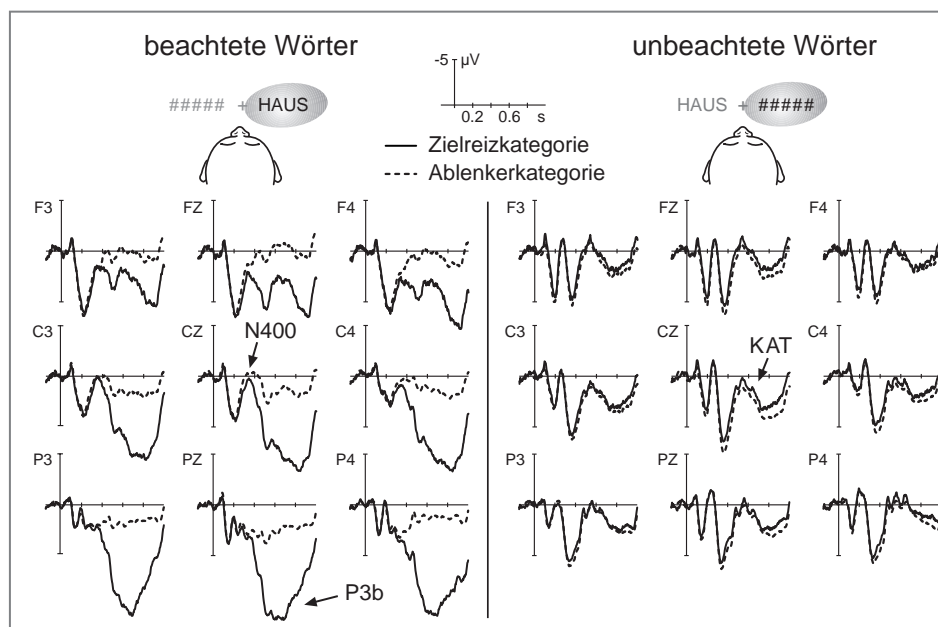 beachtete Wörter
unbeachtete Wörter
-5 µV
0.2 0.6 s
##### + HAUS
HAUS + #####
Zielreizkategorie
Ablenkerkategorie
F3 FZ F4
F3 FZ F4
C3 CZ C4
N400
C3 CZ C4
KAT
P3 PZ P4
P3b
P3 PZ P4